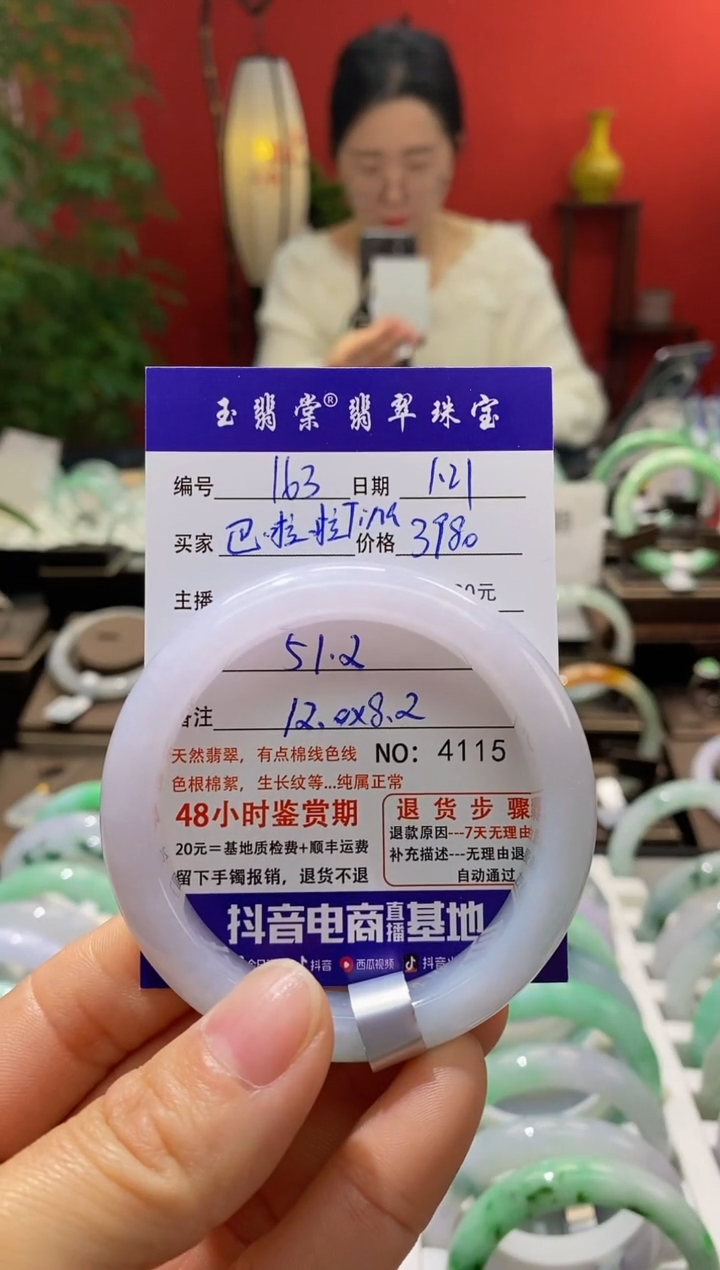 玉翡棠®翡翠珠宝
编号 163 日期 1.21
买家 巴啦啦Tina 价格 3980
主播 00元
51.2
备注 12.0x8.2
天然翡翠，有点棉线色线 NO： 4115
色根棉絮，生长纹等...纯属正常
48小时鉴赏期
20元＝基地质检费+顺丰运费
留下手镯报销，退货不退
退货步骤
退款原因---7天无理由
补充描述---无理由退
自动通过
抖音电商直播基地
抖音 西瓜视频 抖音